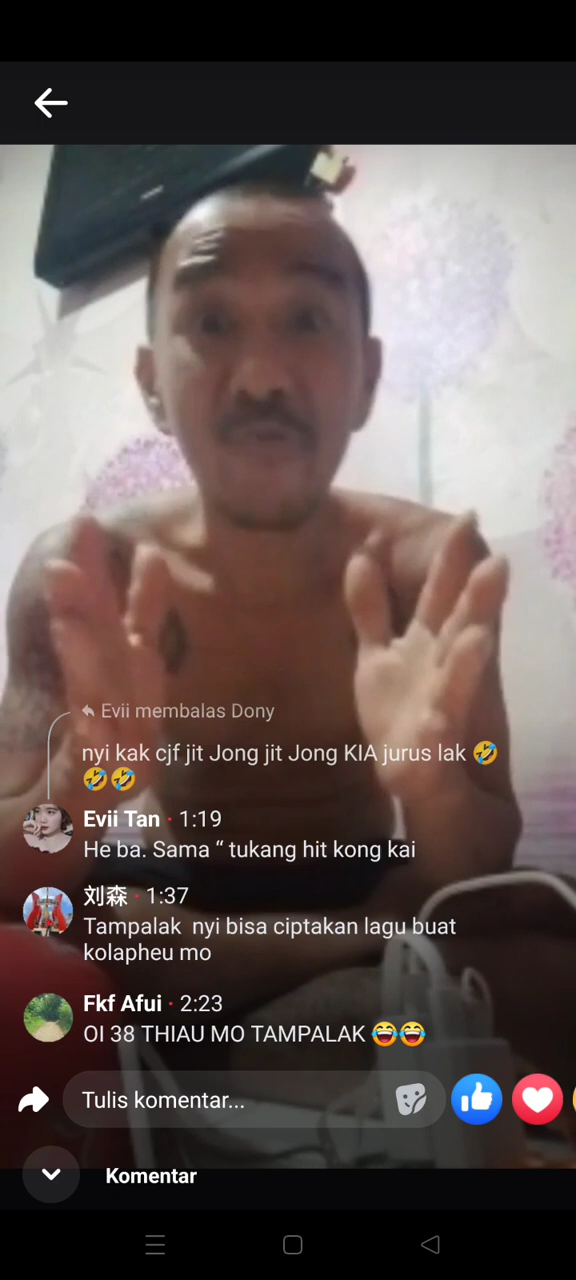 Evii membalas Dony
nyi kak cjf jit Jong jit Jong KIA jurus lak 🤣
🤣🤣
Evii Tan · 1:19
He ba. Sama “ tukang hit kong kai
刘森 · 1:37
Tampalak nyi bisa ciptakan lagu buat
kolapheu mo
Fkf Afui · 2:23
OI 38 THIAU MO TAMPALAK 😂😂
Tulis komentar...
Komentar